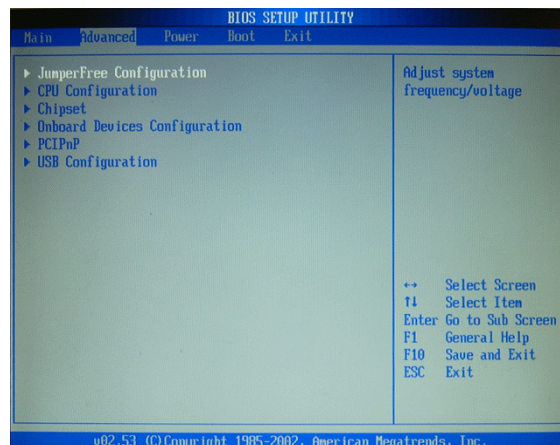 BIOS SETUP UTILITY
Main Advanced Power Boot Exit
JumperFree Configuration
CPU Configuration
Chipset
Onboard Devices Configuration
PCIPnP
USB Configuration
Adjust system
frequency/voltage
↔ Select Screen
↑↓ Select Item
Enter Go to Sub Screen
F1 General Help
F10 Save and Exit
ESC Exit
v02.53 (C)Copyright 1985-2002, American Megatrends, Inc.